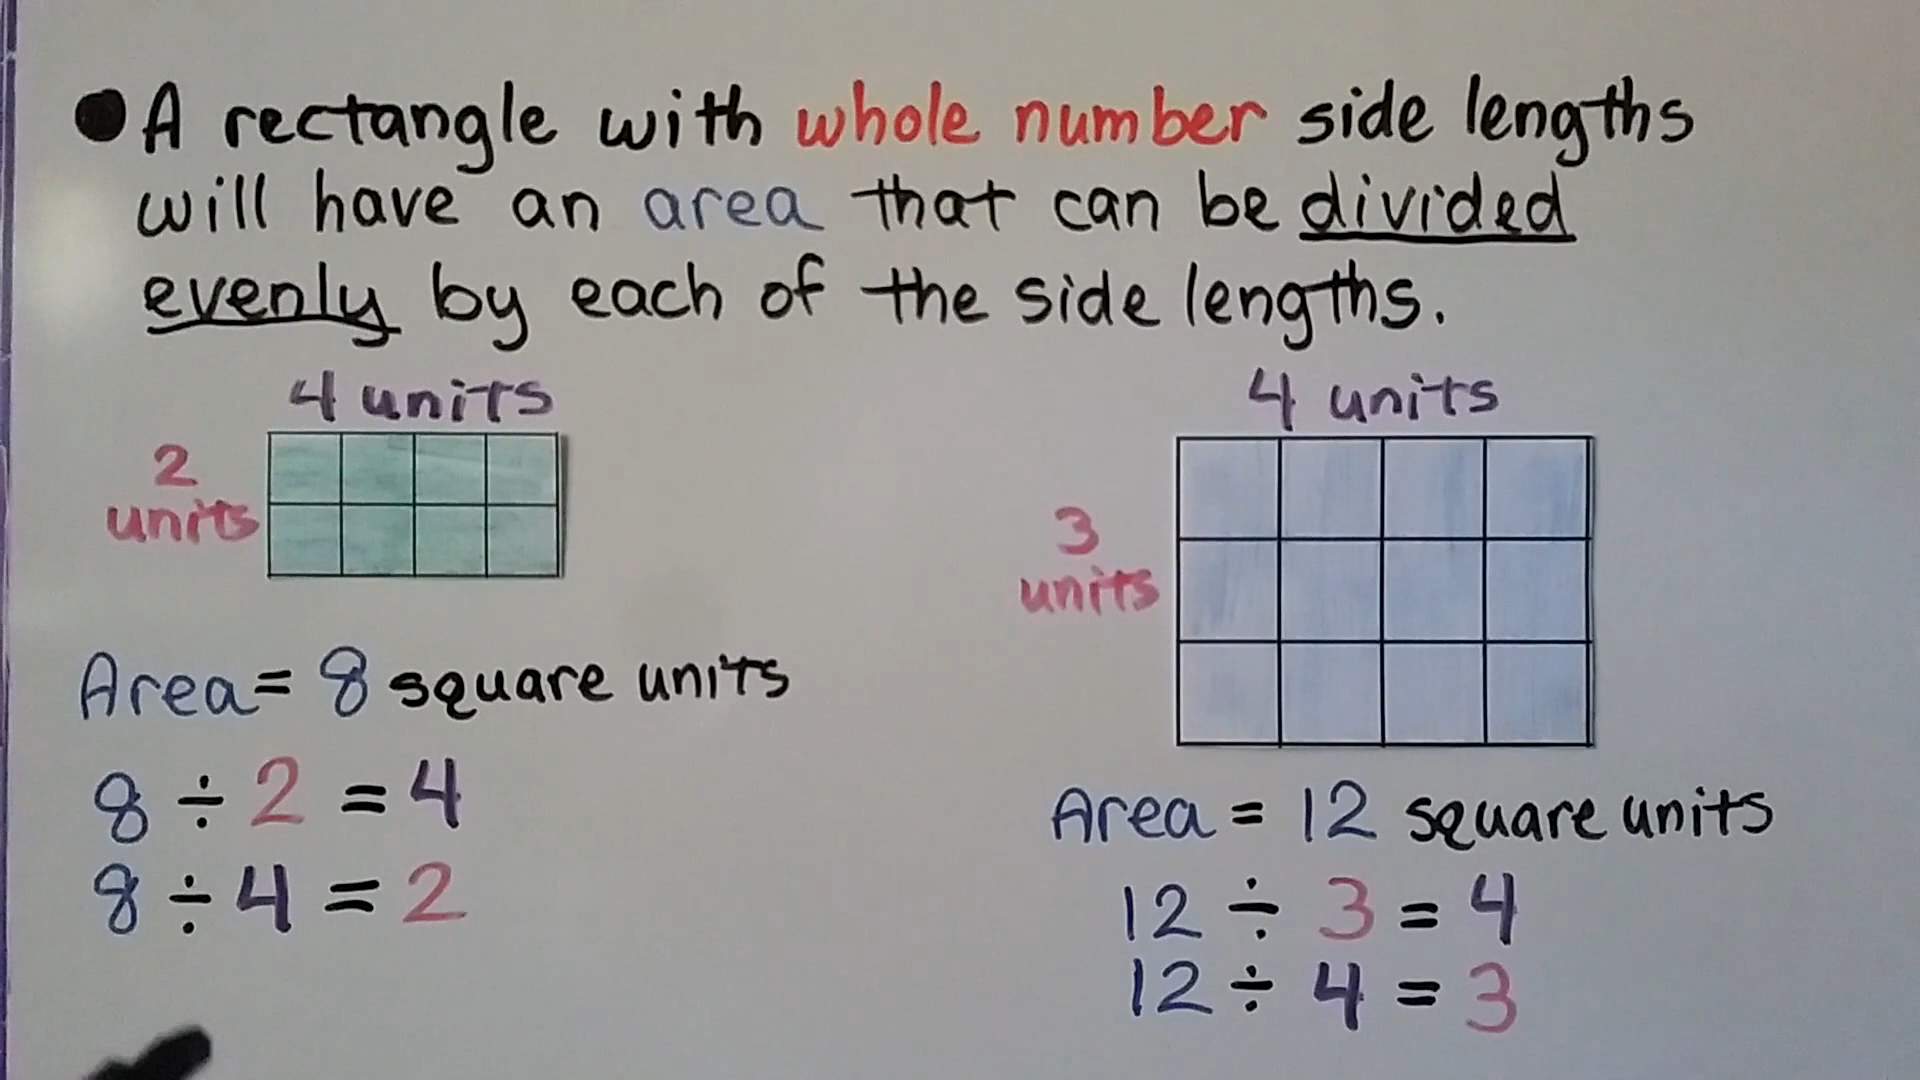 A rectangle with whole number side lengths
will have an area that can be divided
evenly by each of the side lengths.
4 units
2
units
Area = 8 square units
8 ÷ 2 = 4
8 ÷ 4 = 2
4 units
3
units
Area = 12 square units
12 ÷ 3 = 4
12 ÷ 4 = 3